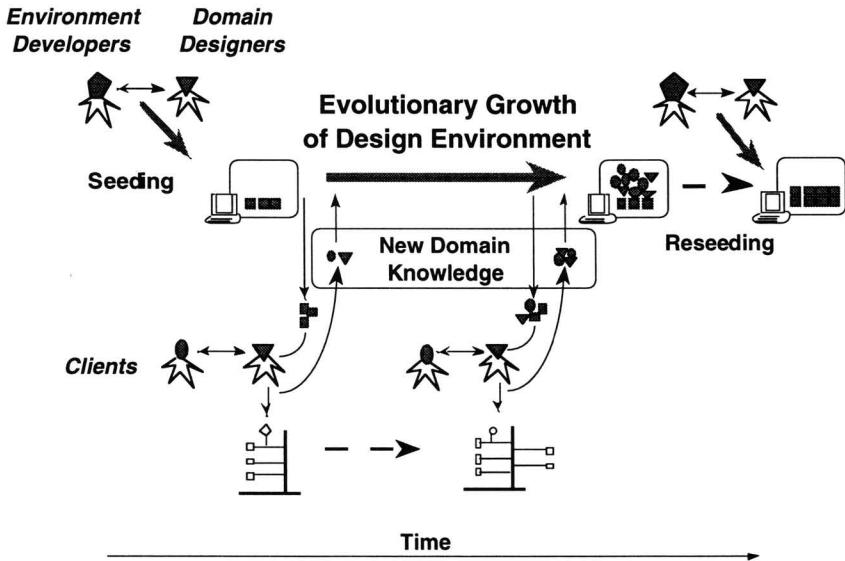 Environment
Developers
Domain
Designers
Evolutionary Growth
of Design Environment
Seeding
New Domain
Knowledge
Reseeding
Clients
Time